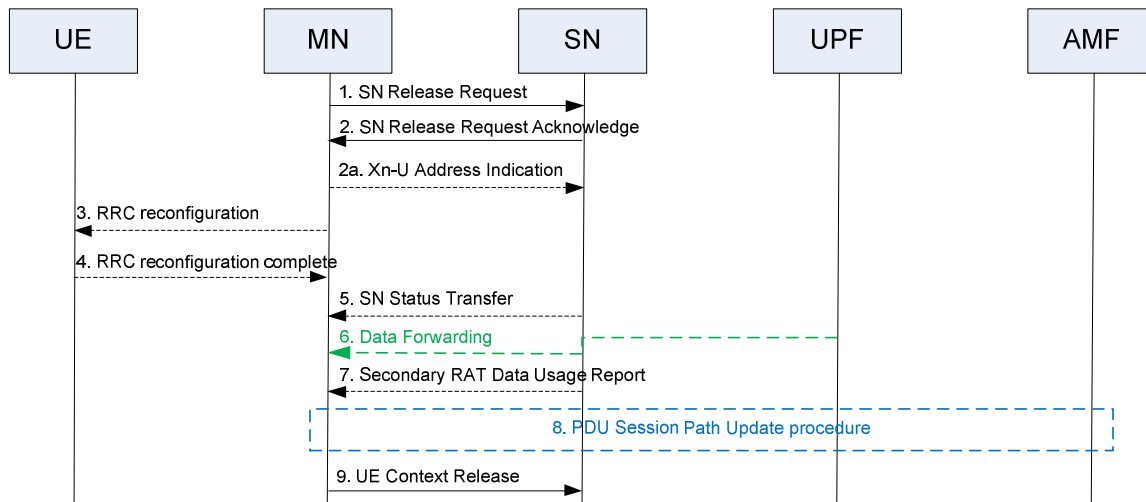 UE
MN
SN
UPF
AMF
1. SN Release Request
2. SN Release Request Acknowledge
2a. Xn-U Address Indication
3. RRC reconfiguration
4. RRC reconfiguration complete
5. SN Status Transfer
6. Data Forwarding
7. Secondary RAT Data Usage Report
8. PDU Session Path Update procedure
9. UE Context Release